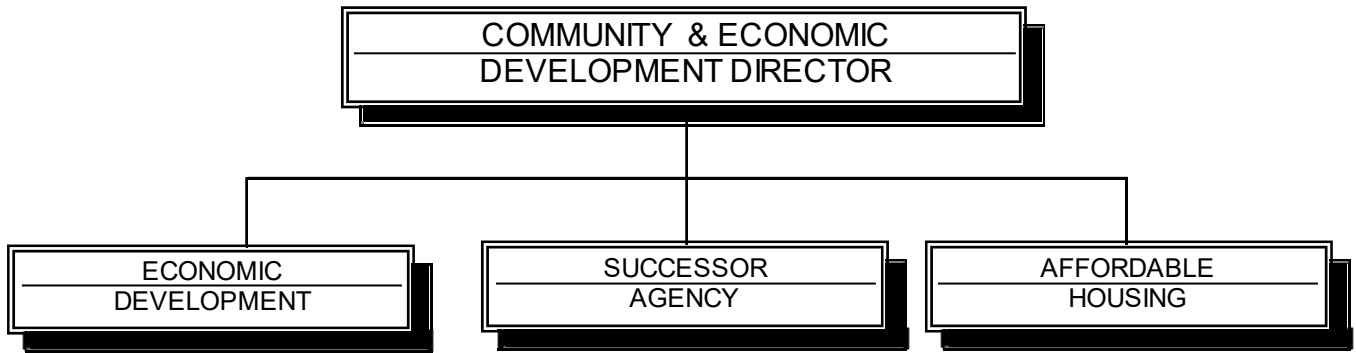 COMMUNITY & ECONOMIC
DEVELOPMENT DIRECTOR
ECONOMIC
DEVELOPMENT
SUCCESSOR
AGENCY
AFFORDABLE
HOUSING